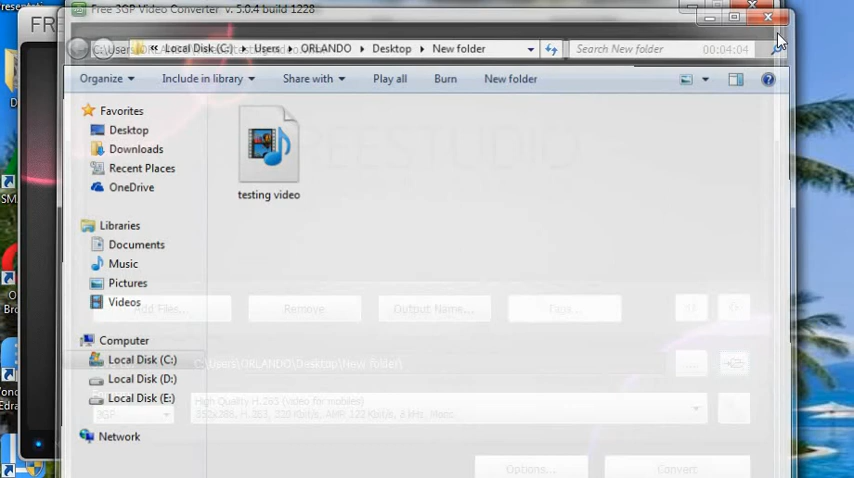 Free 3GP Video Converter v. 5.0.4 build 1228
Local Disk (C:) Users ORLANDO Desktop New folder
Search New folder
00:04:04
Organize Include in library Share with Play all Burn New folder
Favorites
Desktop
Downloads
Recent Places
OneDrive
Libraries
Documents
Music
Pictures
Videos
Computer
Local Disk (C:)
Local Disk (D:)
Local Disk (E:)
Network
testing video
FREESTUDIO
Add Files... Remove Output Name... Tags...
C:\Users\ORLANDO\Desktop\New folder\
3GP
High Quality H.263 (video for mobiles)
Options... Convert